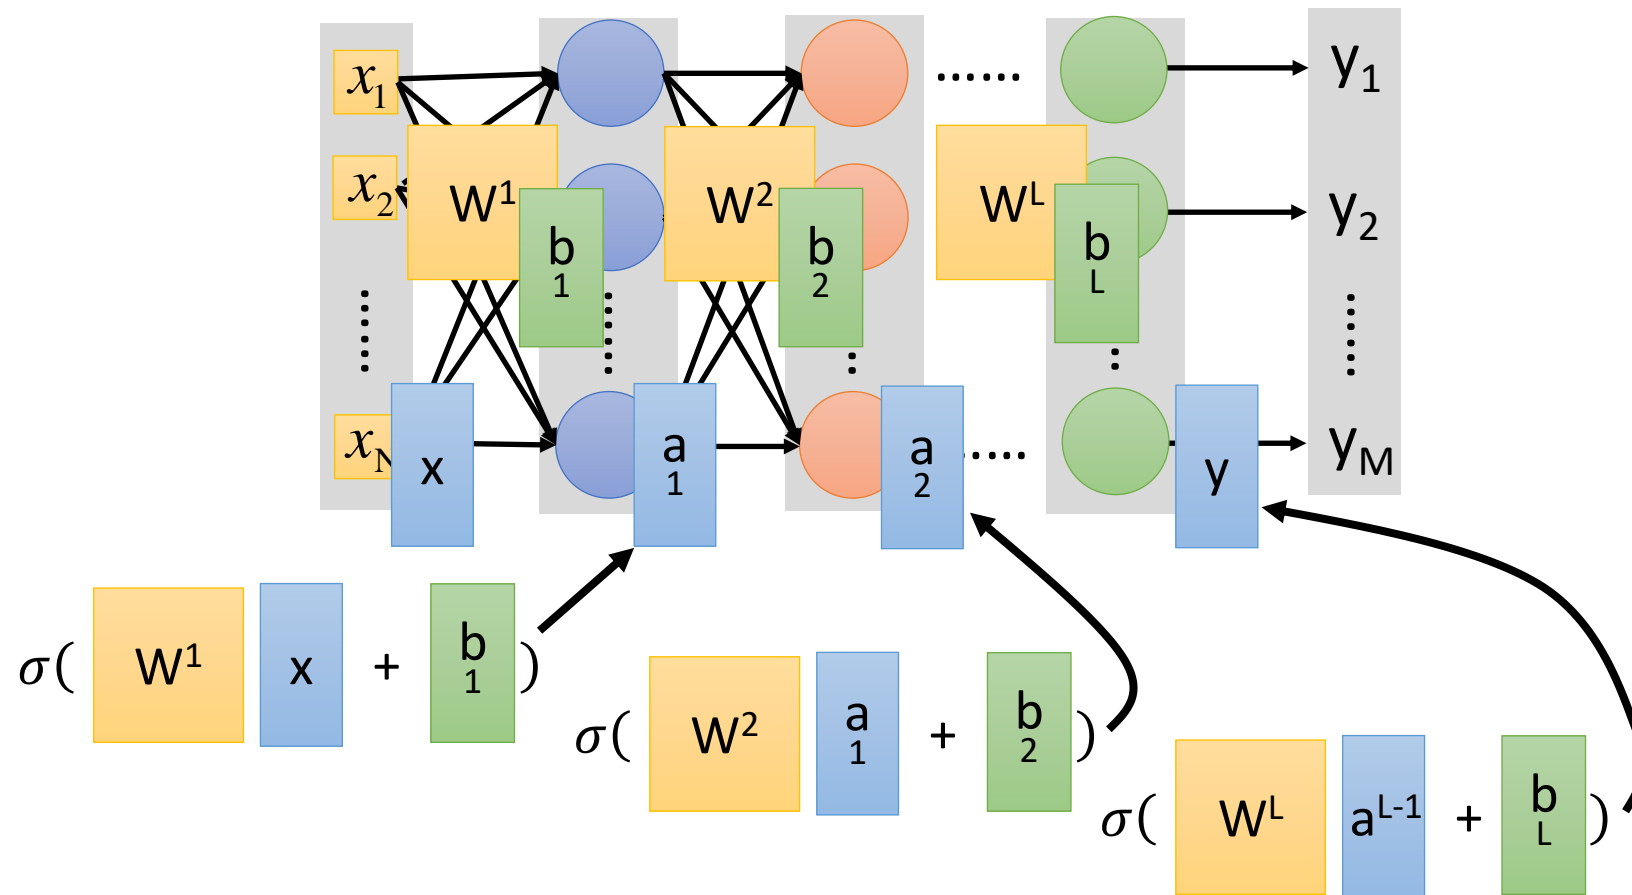 x1
y1
x2
W1
W2
WL
y2
b
1
b
2
b
L
xN
x
a
1
a
2
y
yM
σ( W1 x + b
1 )
σ( W2 a
1 + b
2 )
σ( WL aL-1 + b
L )